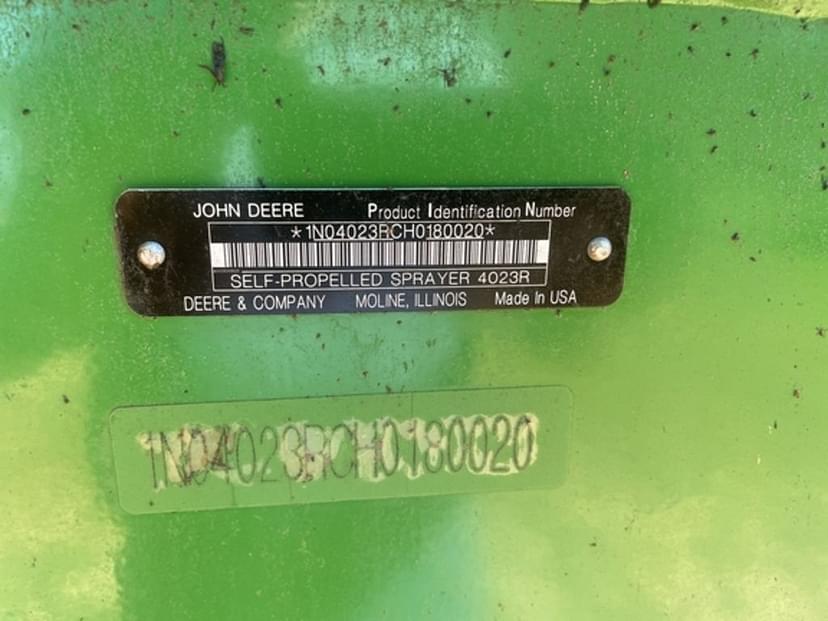 JOHN DEERE Product Identification Number
*1N04023RCH0180020*
SELF-PROPELLED SPRAYER 4023R
DEERE & COMPANY MOLINE, ILLINOIS Made In USA
1N04023RCH0180020